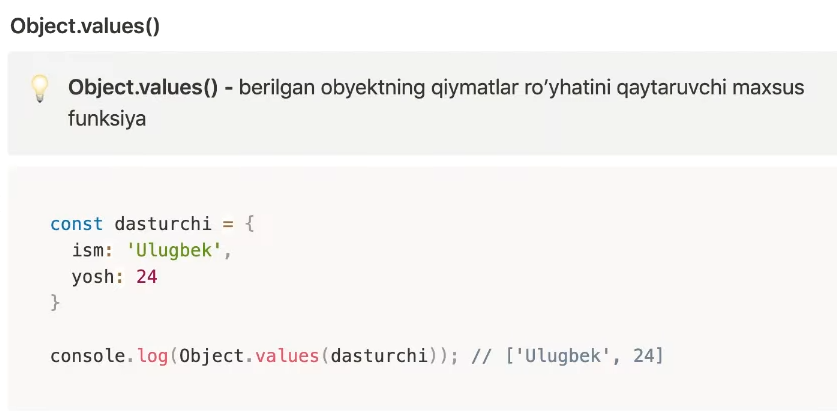 Object.values()
Object.values() - berilgan obyektning qiymatlar ro’yhatini qaytaruvchi maxsus
funksiya
const dasturchi = {
  ism: 'Ulugbek',
  yosh: 24
}
console.log(Object.values(dasturchi)); // ['Ulugbek', 24]